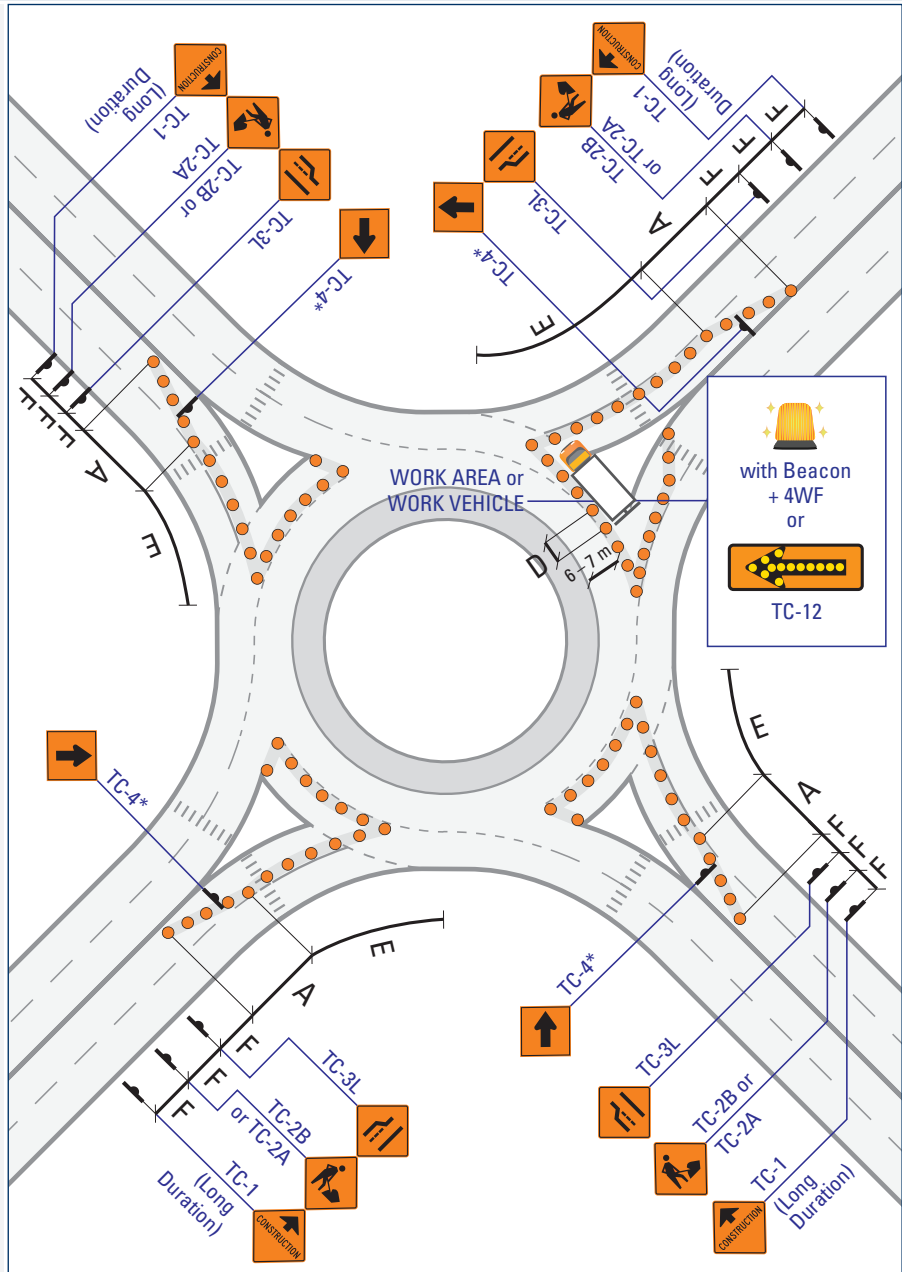 CONSTRUCTION
TC-1
(Long
Duration)
TC-2B or
TC-2A
TC-3L
TC-4*
F
F
F
A
E
CONSTRUCTION
TC-1
(Long
Duration)
TC-2B
or TC-2A
TC-3L
TC-4*
F
F
F
A
E
WORK AREA or
WORK VEHICLE
D
6–7 m
with Beacon
+ 4WF
or
TC-12
TC-4*
E
A
F
F
F
TC-3L
TC-2B
or TC-2A
TC-1
(Long
Duration)
CONSTRUCTION
E
A
F
F
F
TC-4*
TC-3L
TC-2B or
TC-2A
TC-1
(Long
Duration)
CONSTRUCTION